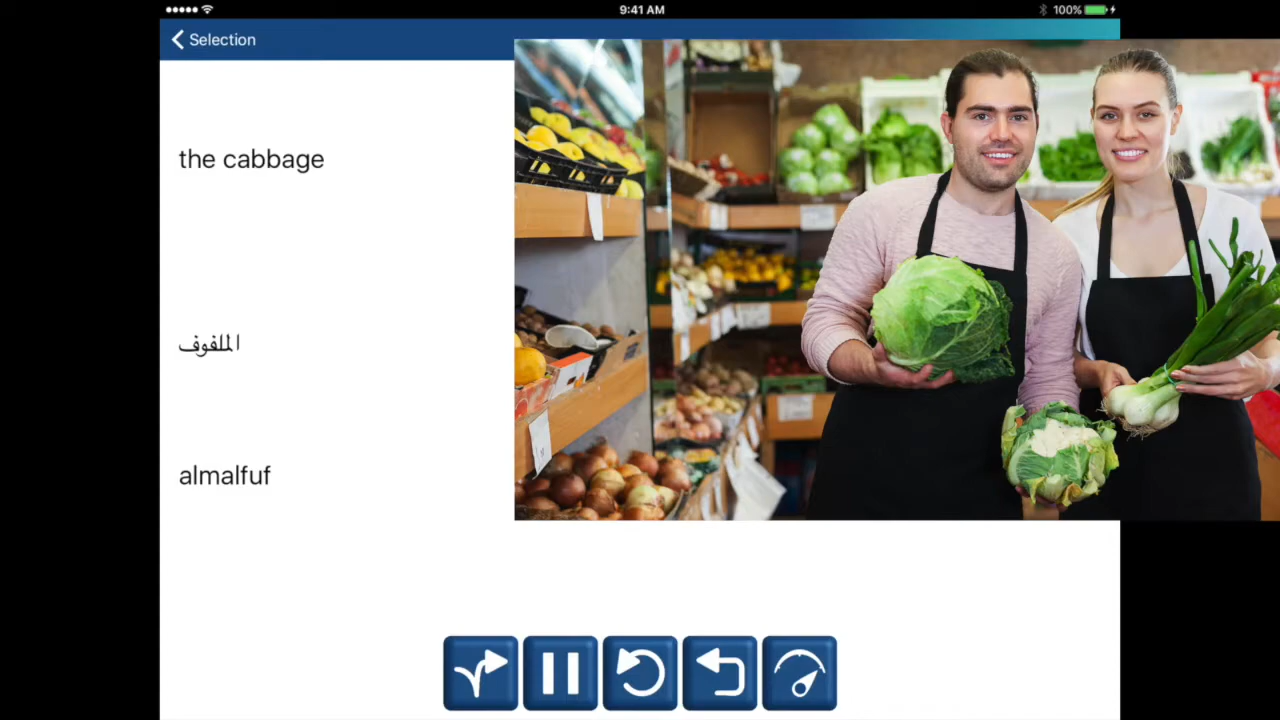 9:41 AM
100%
Selection
the cabbage
الملفوف
almalfuf